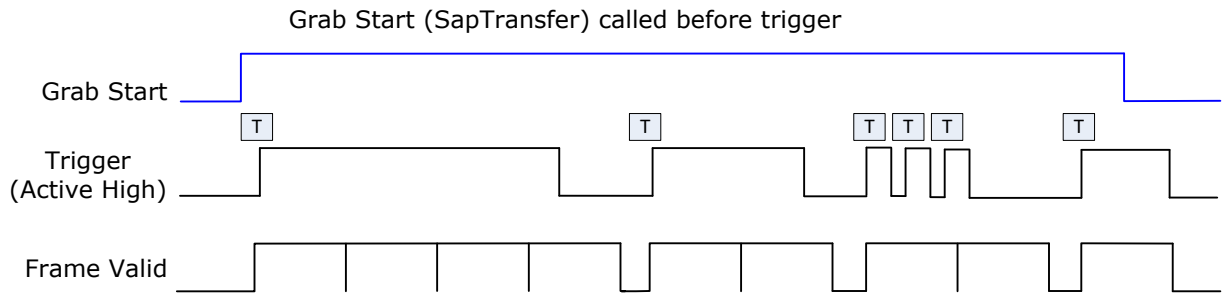 Grab Start (SapTransfer) called before trigger
Grab Start
T T T T T T
Trigger
(Active High)
Frame Valid